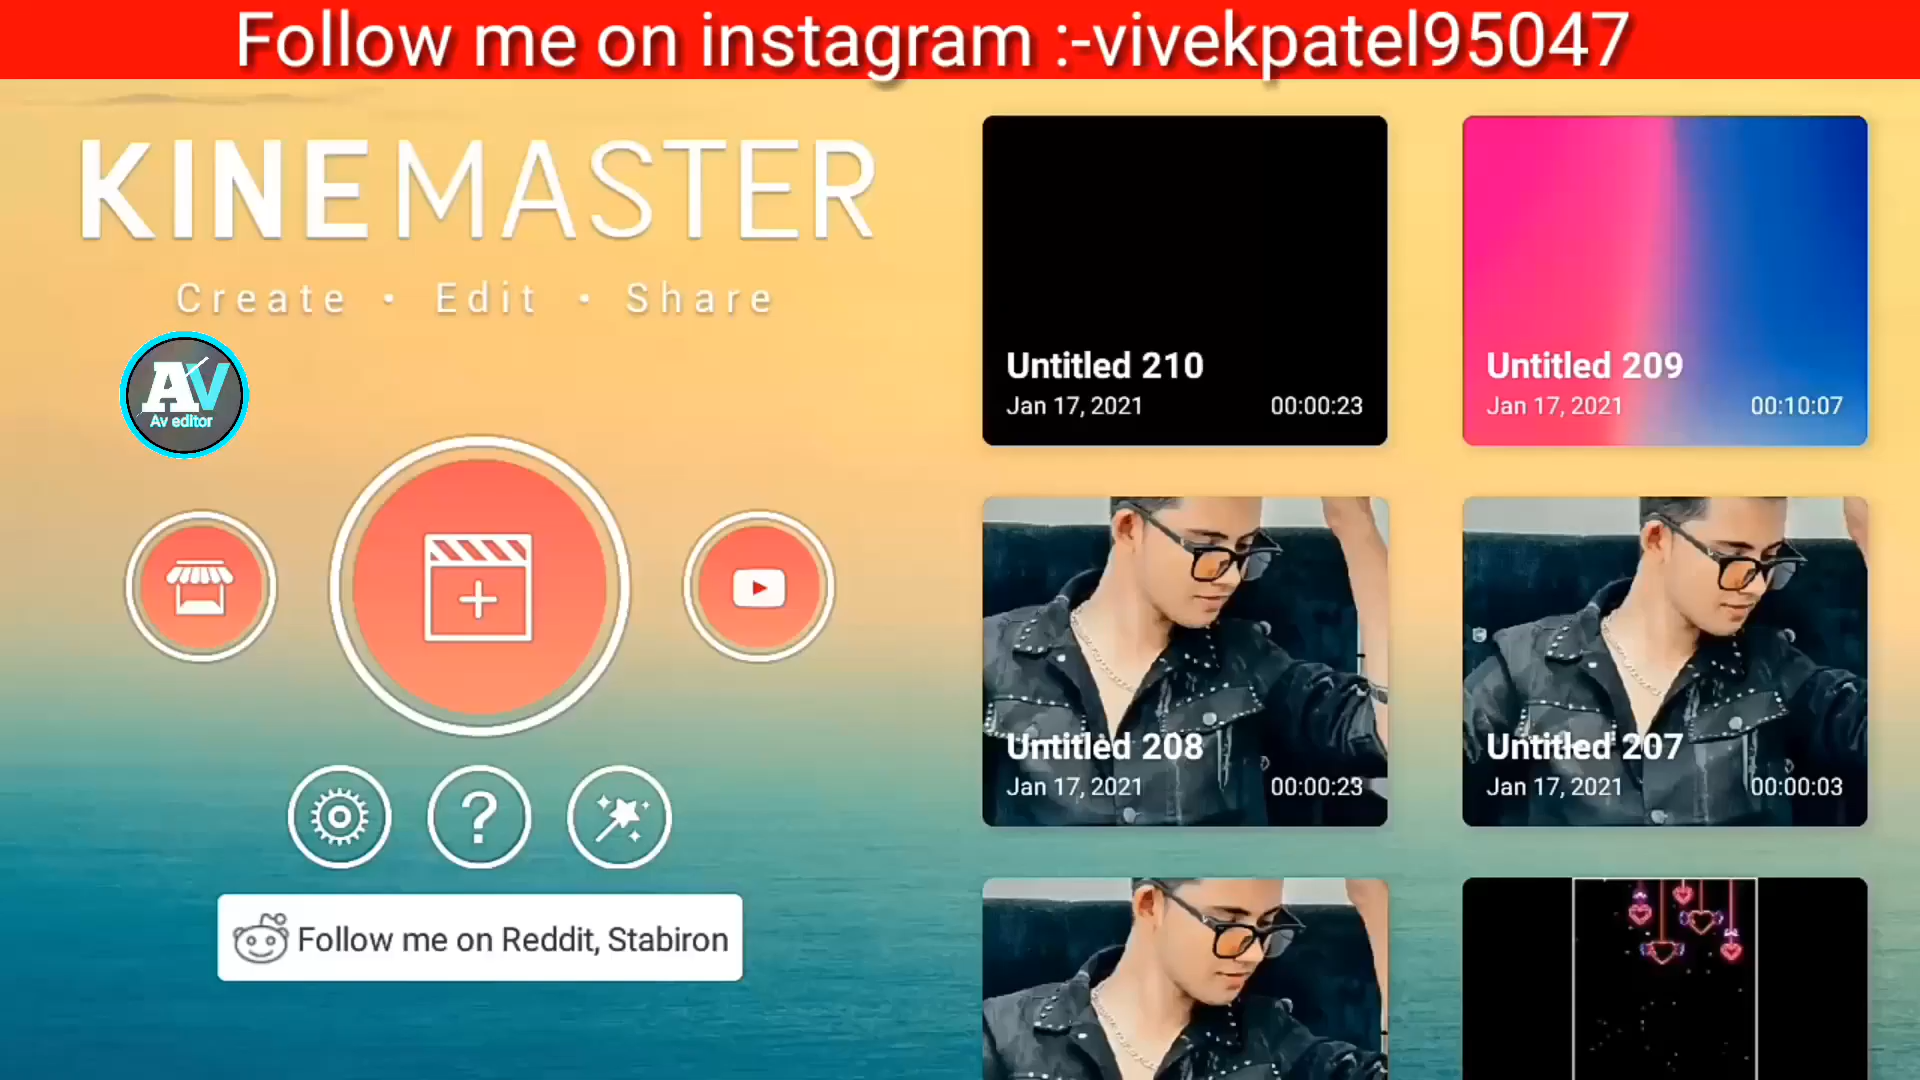 Follow me on instagram :-vivekpatel95047
KINEMASTER
Create • Edit • Share
AV
Av editor
?
Follow me on Reddit, Stabiron
Untitled 210
Jan 17, 2021 00:00:23
Untitled 209
Jan 17, 2021 00:10:07
Untitled 208
Jan 17, 2021 00:00:23
Untitled 207
Jan 17, 2021 00:00:03